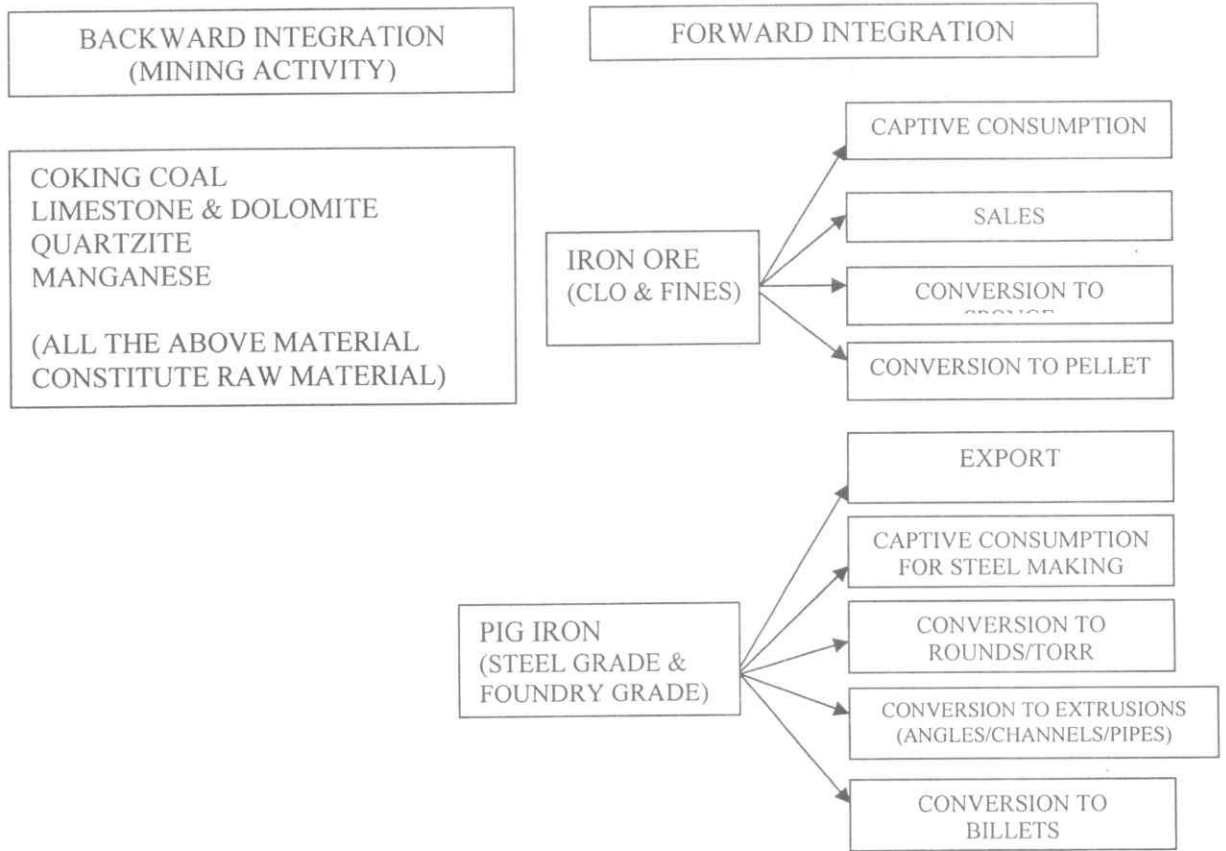 BACKWARD INTEGRATION
(MINING ACTIVITY)
FORWARD INTEGRATION
COKING COAL
LIMESTONE & DOLOMITE
QUARTZITE
MANGANESE
(ALL THE ABOVE MATERIAL
CONSTITUTE RAW MATERIAL)
IRON ORE
(CLO & FINES)
CAPTIVE CONSUMPTION
SALES
CONVERSION TO
CONVERSION TO PELLET
PIG IRON
(STEEL GRADE &
FOUNDRY GRADE)
EXPORT
CAPTIVE CONSUMPTION
FOR STEEL MAKING
CONVERSION TO
ROUNDS/TORR
CONVERSION TO EXTRUSIONS
(ANGLES/CHANNELS/PIPES)
CONVERSION TO
BILLETS